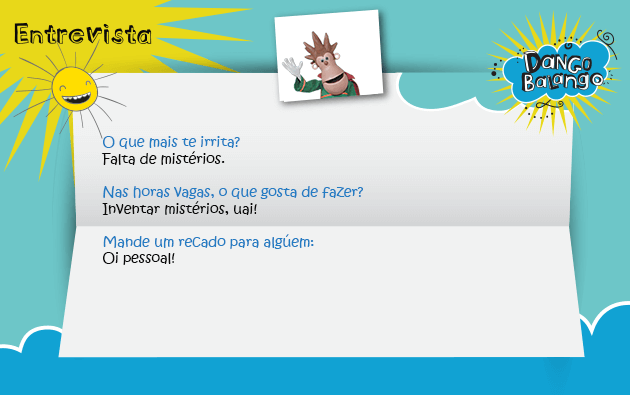 Entrevista
DANGO
BALANGO
O que mais te irrita?
Falta de mistérios.
Nas horas vagas, o que gosta de fazer?
Inventar mistérios, uai!
Mande um recado para algúem:
Oi pessoal!